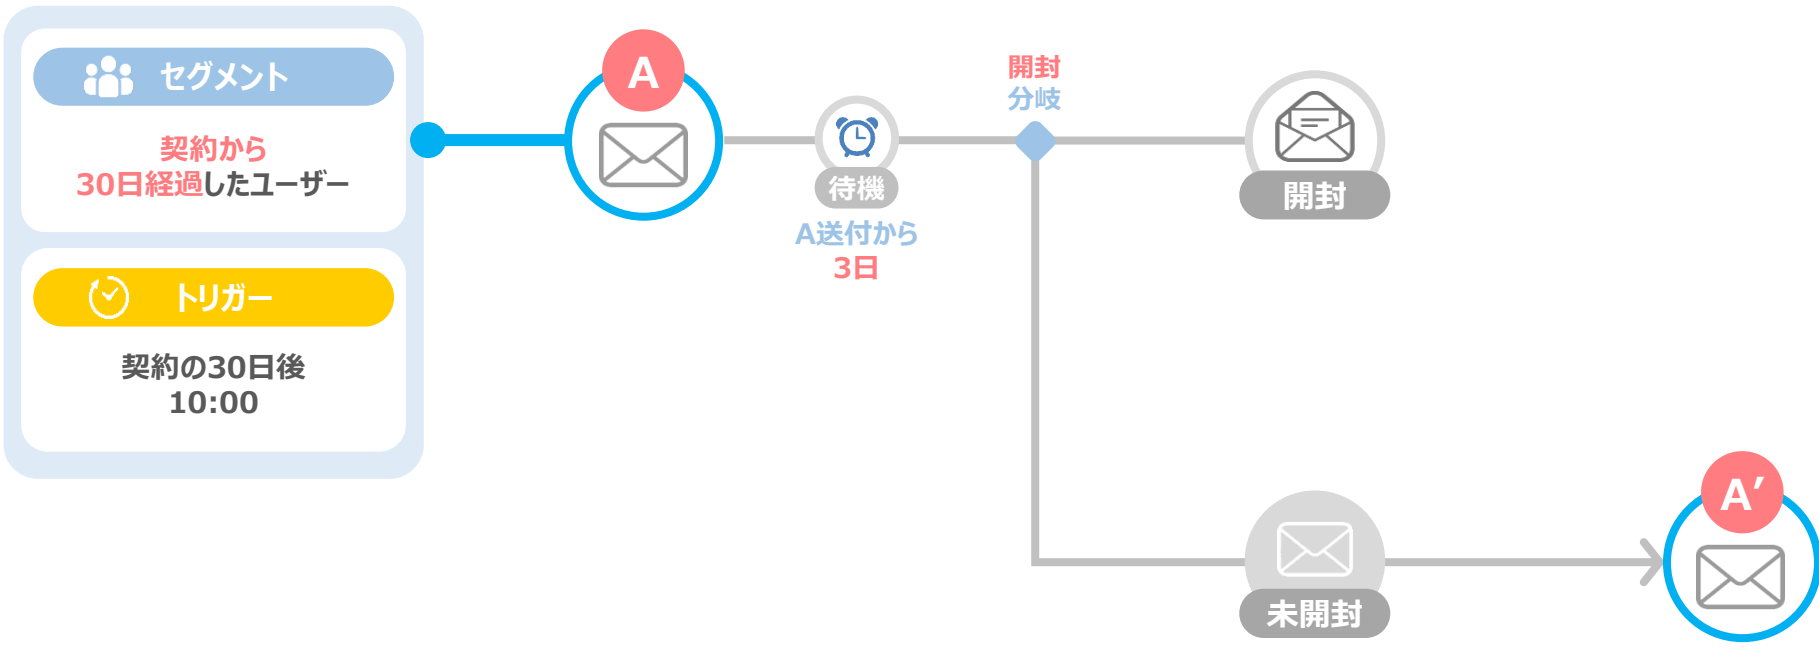 セグメント
契約から
30日経過したユーザー
トリガー
契約の30日後
10:00
A
待機
A送付から
3日
開封
分岐
開封
未開封
A′